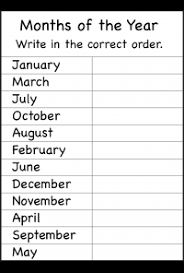 Months of the Year
Write in the correct order.
January
March
July
October
August
February
June
December
November
April
September
May